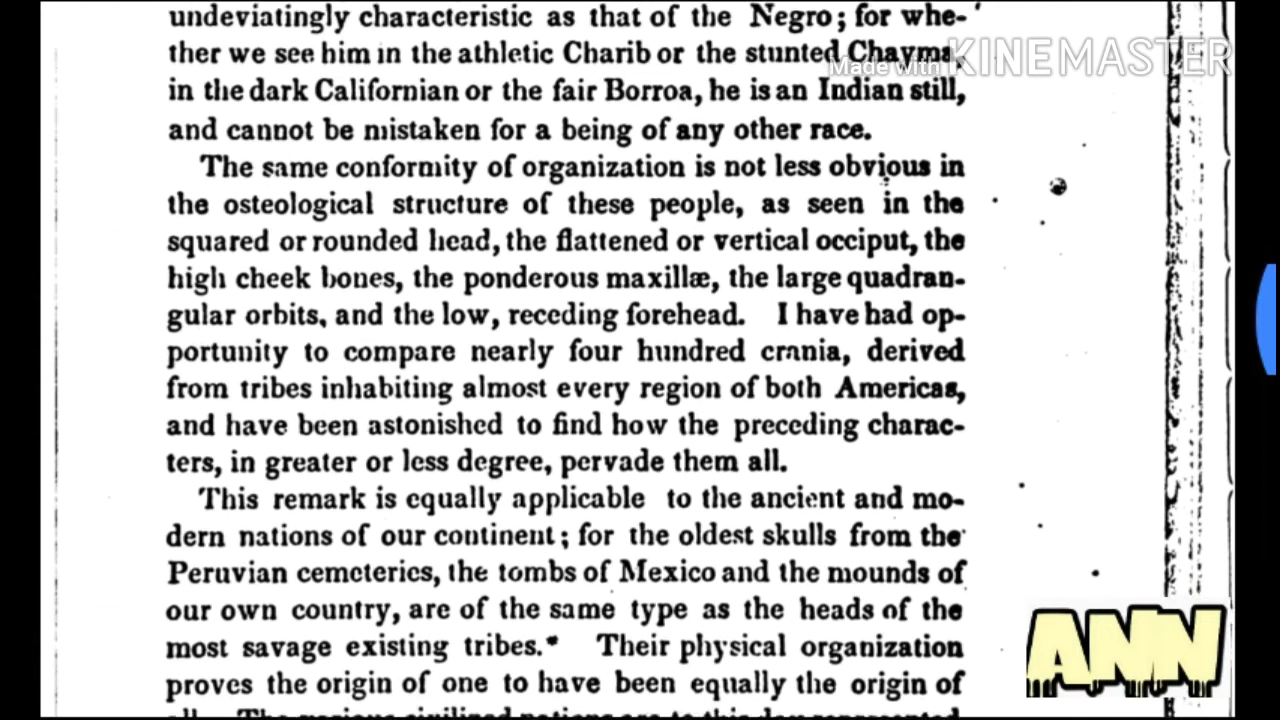 undeviatingly characteristic as that of the Negro; for whe-
ther we see him in the athletic Charib or the stunted Chayma,
in the dark Californian or the fair Borroa, he is an Indian still,
and cannot be mistaken for a being of any other race.
The same conformity of organization is not less obvious in
the osteological structure of these people, as seen in the
squared or rounded head, the flattened or vertical occiput, the
high cheek bones, the ponderous maxillæ, the large quadran-
gular orbits, and the low, receding forehead. I have had op-
portunity to compare nearly four hundred crania, derived
from tribes inhabiting almost every region of both Americas,
and have been astonished to find how the preceding charac-
ters, in greater or less degree, pervade them all.
This remark is equally applicable to the ancient and mo-
dern nations of our continent; for the oldest skulls from the
Peruvian cemeteries, the tombs of Mexico and the mounds of
our own country, are of the same type as the heads of the
most savage existing tribes.* Their physical organization
proves the origin of one to have been equally the origin of
all. The various civilized nations are to this day represented
Made with KINEMASTER
ANN